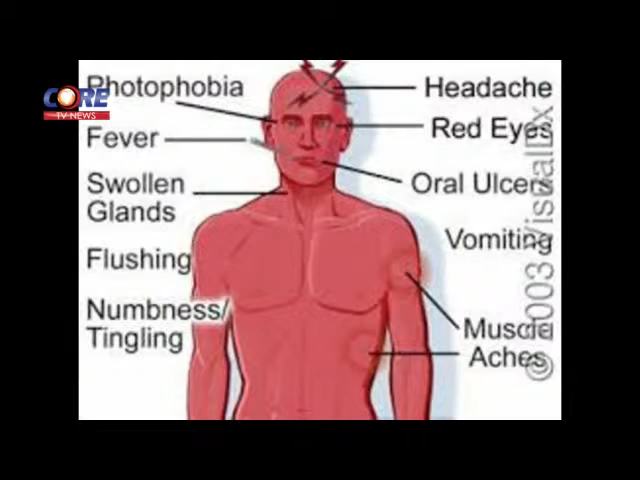 CORE
TV-NEWS
Photophobia
Fever
Swollen
Glands
Flushing
Numbness/
Tingling
Headache
Red Eyes
Oral Ulcers
Vomiting
Muscle
Aches
© 2003 VisualDx